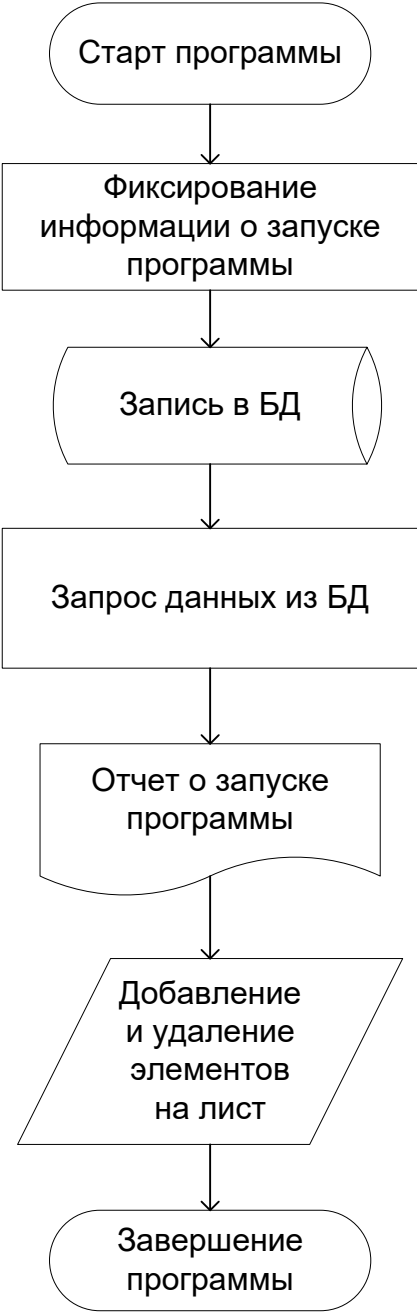 Старт программы
Фиксирование
информации о запуске
программы
Запись в БД
Запрос данных из БД
Отчет о запуске
программы
Добавление
и удаление
элементов
на лист
Завершение
программы